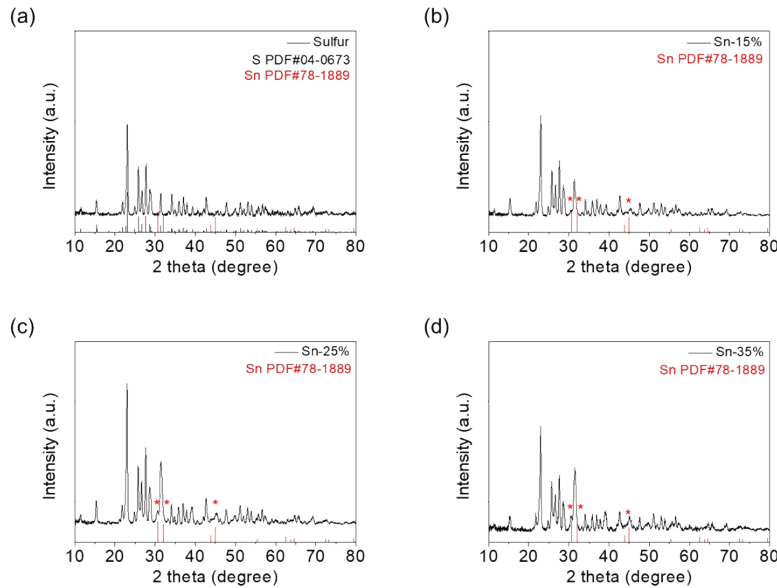 (a)
Sulfur
S PDF#04-0673
Sn PDF#78-1889
Intensity (a.u.)
10 20 30 40 50 60 70 80
2 theta (degree)
(b)
Sn-15%
Sn PDF#78-1889
* * *
Intensity (a.u.)
10 20 30 40 50 60 70 80
2 theta (degree)
(c)
Sn-25%
Sn PDF#78-1889
* * *
Intensity (a.u.)
10 20 30 40 50 60 70 80
2 theta (degree)
(d)
Sn-35%
Sn PDF#78-1889
* * *
Intensity (a.u.)
10 20 30 40 50 60 70 80
2 theta (degree)